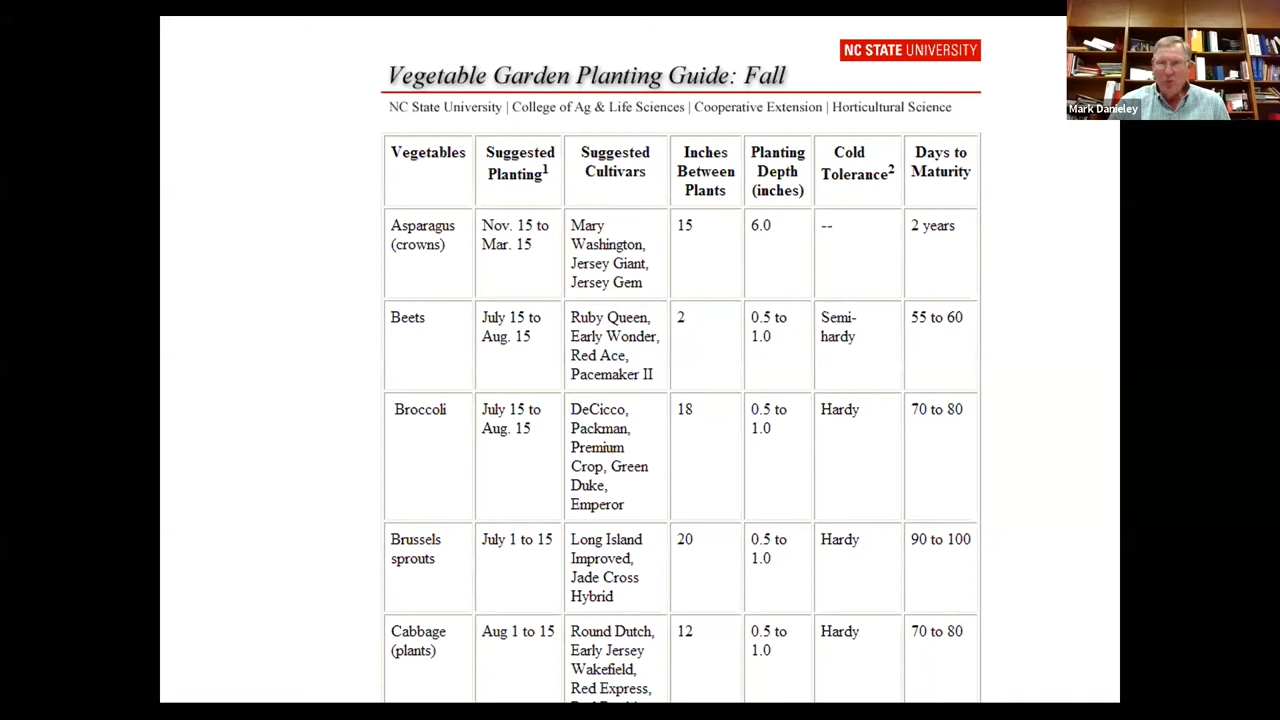 NC STATE UNIVERSITY
Vegetable Garden Planting Guide: Fall
NC State University | College of Ag & Life Sciences | Cooperative Extension | Horticultural Science
Mark Danieley
Vegetables Suggested Planting1 Suggested Cultivars Inches Between Plants Planting Depth (inches) Cold Tolerance2 Days to Maturity
Asparagus (crowns) Nov. 15 to Mar. 15 Mary Washington, Jersey Giant, Jersey Gem 15 6.0 -- 2 years
Beets July 15 to Aug. 15 Ruby Queen, Early Wonder, Red Ace, Pacemaker II 2 0.5 to 1.0 Semi-hardy 55 to 60
Broccoli July 15 to Aug. 15 DeCicco, Packman, Premium Crop, Green Duke, Emperor 18 0.5 to 1.0 Hardy 70 to 80
Brussels sprouts July 1 to 15 Long Island Improved, Jade Cross Hybrid 20 0.5 to 1.0 Hardy 90 to 100
Cabbage (plants) Aug 1 to 15 Round Dutch, Early Jersey Wakefield, Red Express, 12 0.5 to 1.0 Hardy 70 to 80